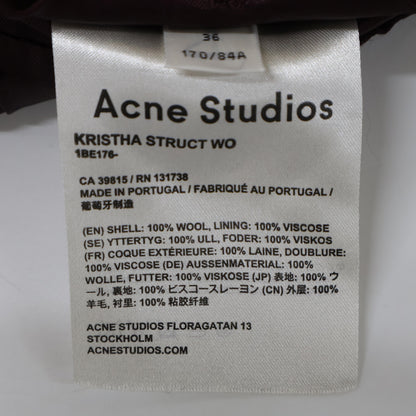 36
170/84A
Acne Studios
KRISTHA STRUCT WO
1BE176-
CA 39815 / RN 131738
MADE IN PORTUGAL / FABRIQUÉ AU PORTUGAL /
葡萄牙制造
(EN) SHELL: 100% WOOL, LINING: 100% VISCOSE
(SE) YTTERTYG: 100% ULL, FODER: 100% VISKOS
(FR) COQUE EXTÉRIEURE: 100% LAINE, DOUBLURE:
100% VISCOSE (DE) AUSSENMATERIAL: 100%
WOLLE, FUTTER: 100% VISKOSE (JP)表地: 100% ウ
ール, 裏地: 100% ビスコースレーヨン (CN) 外层: 100%
羊毛, 衬里: 100% 粘胶纤维
ACNE STUDIOS FLORAGATAN 13
STOCKHOLM
ACNESTUDIOS.COM